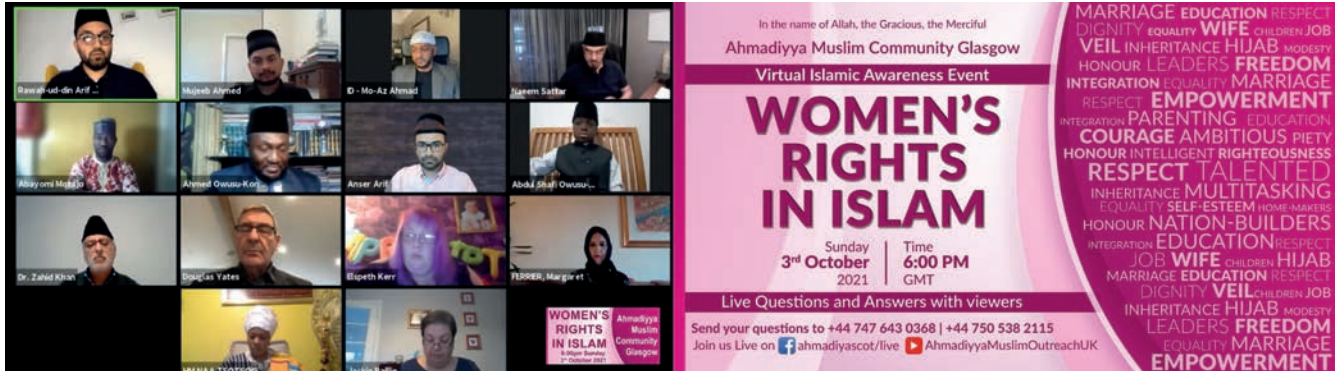 Rawah-ud-din Arif ...
Mujeeb Ahmed
ID - Mo-Az Ahmad
Naeem Sattar
Ahmed Owusu-Kon
Anser Arif
Abdul Shafi Owusu-...
Dr. Zahid Khan
Douglas Yates
Elspeth Kerr
FERRIER, Margaret
WOMEN'S
RIGHTS
IN ISLAM
6:00pm Sunday
3rd October 2021
Ahmadiyya
Muslim
Community
Glasgow
In the name of Allah, the Gracious, the Merciful
Ahmadiyya Muslim Community Glasgow
Virtual Islamic Awareness Event
WOMEN'S
RIGHTS
IN ISLAM
Sunday
3rd October
2021
Time
6:00 PM
GMT
Live Questions and Answers with viewers
Send your questions to +44 747 643 0368 | +44 750 538 2115
Join us Live on ahmadiyascot/live AhmadiyyaMuslimOutreachUK
MARRIAGE EDUCATION RESPECT
DIGNITY EQUALITY WIFE CHILDREN JOB
VEIL INHERITANCE HIJAB MODESTY
HONOUR LEADERS FREEDOM
INTEGRATION EQUALITY MARRIAGE
RESPECT EMPOWERMENT
INTEGRATION PARENTING EDUCATION
COURAGE AMBITIOUS PIETY
HONOUR INTELLIGENT RIGHTEOUSNESS
RESPECT TALENTED
INHERITANCE MULTITASKING
EQUALITY SELF-ESTEEM HOME-MAKERS
HONOUR NATION-BUILDERS
INTEGRATION EDUCATION RESPECT
JOB WIFE CHILDREN HIJAB
MARRIAGE EDUCATION RESPECT
DIGNITY VEIL CHILDREN JOB
INHERITANCE HIJAB MODESTY
LEADERS FREEDOM
EQUALITY MARRIAGE
EMPOWERMENT